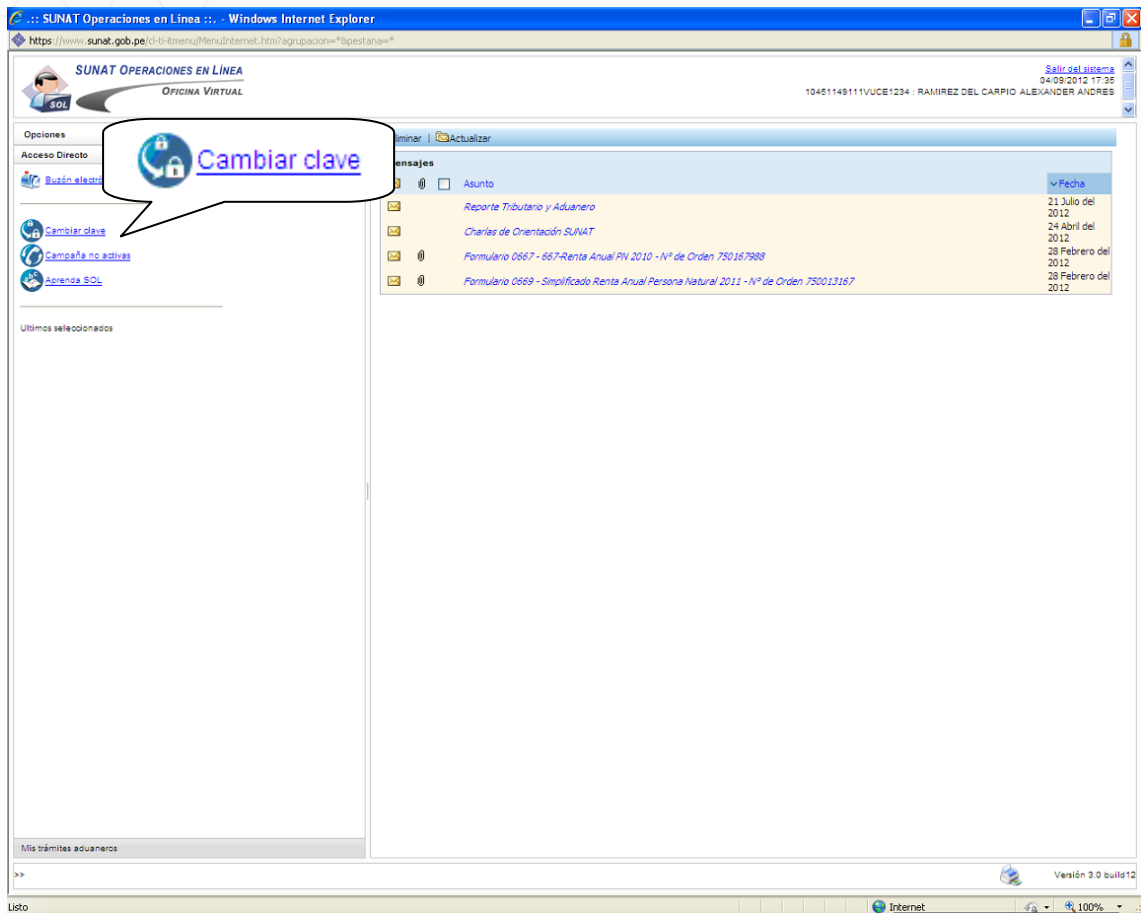 .:: SUNAT Operaciones en Linea ::. - Windows Internet Explorer
https://www.sunat.gob.pe/cl-ti-itmenu/MenuInternet.htm?agrupacion=*&pestana=*
SUNAT OPERACIONES EN LÍNEA
OFICINA VIRTUAL
SOL
Salir del sistema
04/09/2012 17:35
10451149111VUCE1234 : RAMIREZ DEL CARPIO ALEXANDER ANDRES
Opciones
Acceso Directo
Buzón electró
Cambiar clave
Cambiar clave
Campaña no activas
Aprenda SOL
Ultimos seleccionados
iminar | Actualizar
ensajes
Asunto
Fecha
Reporte Tributario y Aduanero
21 Julio del 2012
Charlas de Orientación SUNAT
24 Abril del 2012
Formulario 0667 - 667-Renta Anual PN 2010 - Nº de Orden 750167988
28 Febrero del 2012
Formulario 0669 - Simplificado Renta Anual Persona Natural 2011 - Nº de Orden 750013167
28 Febrero del 2012
Mis trámites aduaneros
>>
Versión 3.0 build12
Listo
Internet
100%